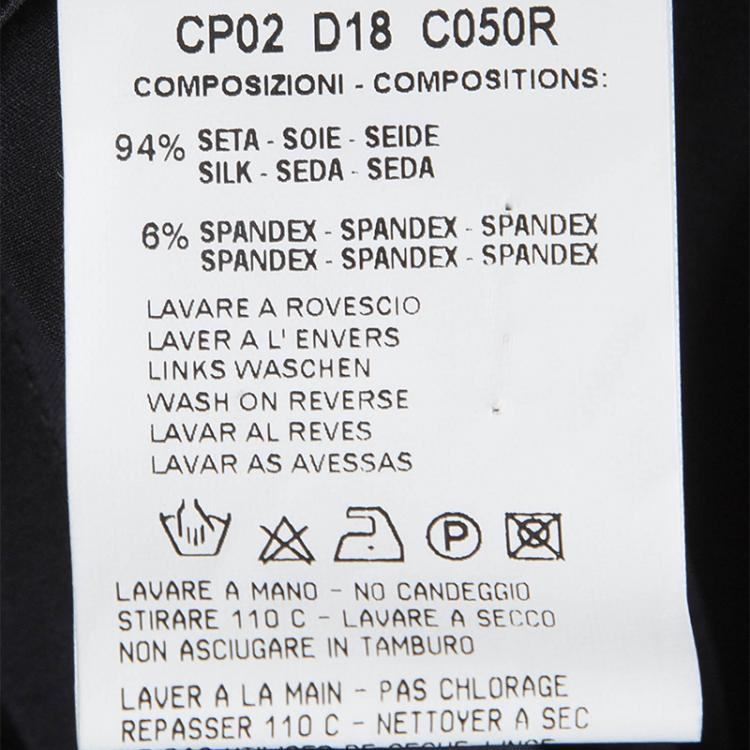 CP02 D18 C050R
COMPOSIZIONI - COMPOSITIONS:
94% SETA - SOIE - SEIDE
SILK - SEDA - SEDA
6% SPANDEX - SPANDEX - SPANDEX
SPANDEX - SPANDEX - SPANDEX
LAVARE A ROVESCIO
LAVER A L' ENVERS
LINKS WASCHEN
WASH ON REVERSE
LAVAR AL REVES
LAVAR AS AVESSAS
P
LAVARE A MANO - NO CANDEGGIO
STIRARE 110 C - LAVARE A SECCO
NON ASCIUGARE IN TAMBURO
LAVER A LA MAIN - PAS CHLORAGE
REPASSER 110 C - NETTOYER A SEC